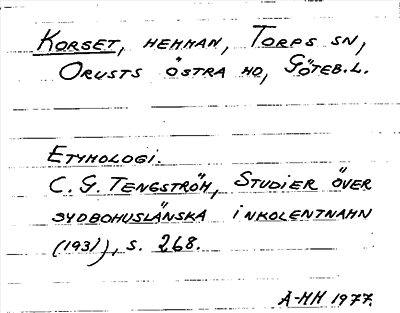 KORSET, HEMMAN, TORPS SN,
ORUSTS ÖSTRA HD, GÖTEB.L.
ETYMOLOGI.
C. G. TENGSTRÖM, STUDIER ÖVER
SYDBOHUSLÄNSKA INKOLENTNAMN
(1931), S. 268.
A-HH 1977.